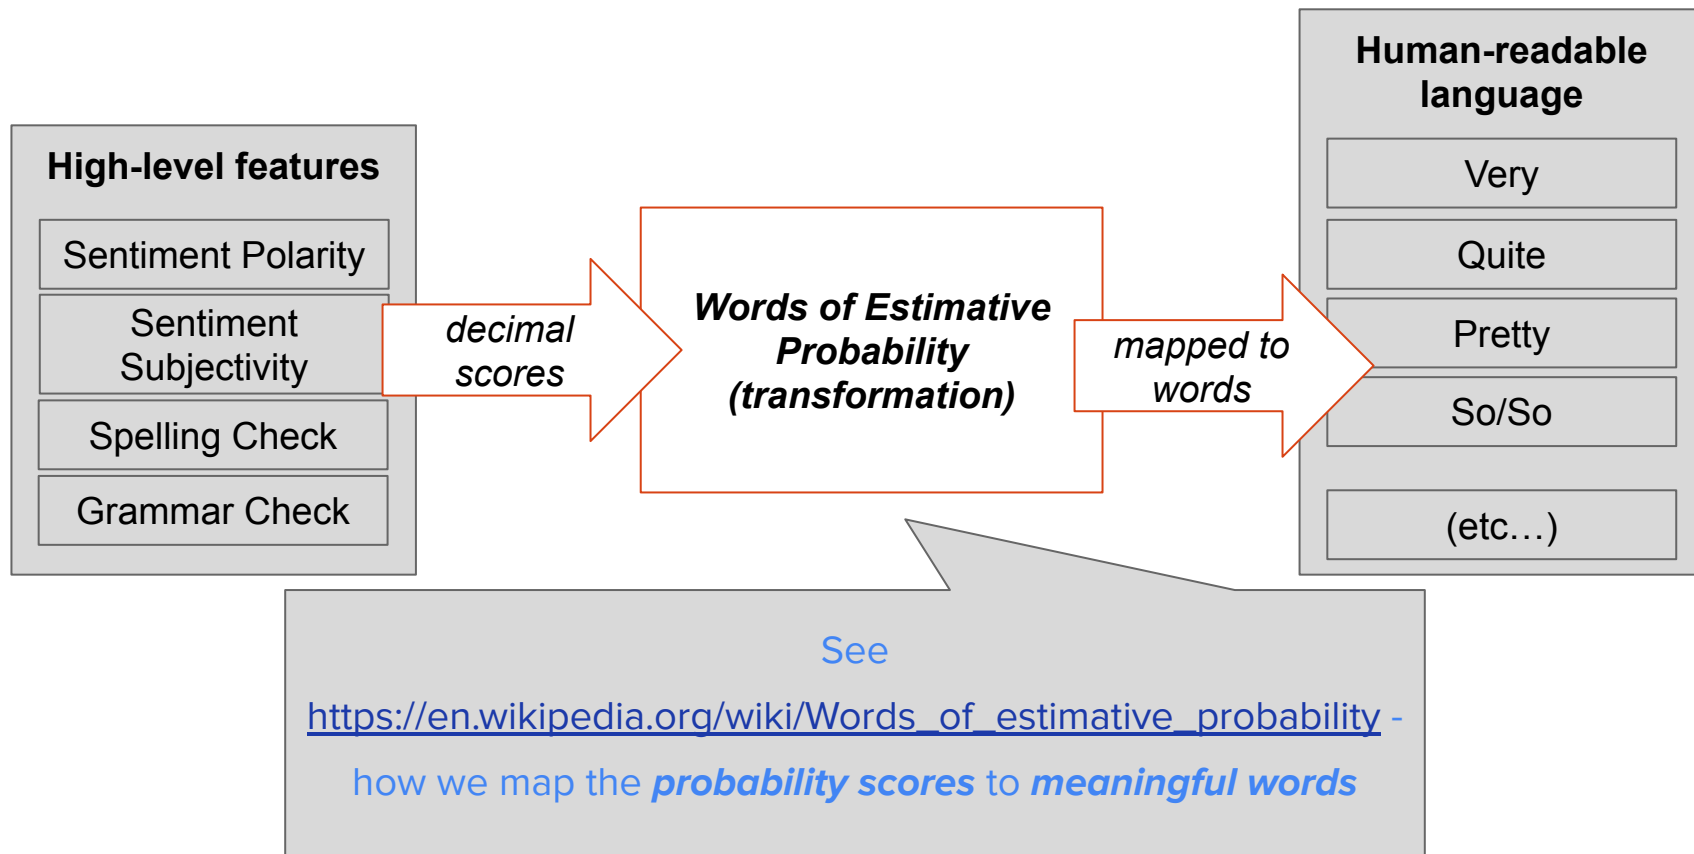 High-level features
Sentiment Polarity
Sentiment
Subjectivity
Spelling Check
Grammar Check
decimal
scores
Words of Estimative
Probability
(transformation)
mapped to
words
Human-readable
language
Very
Quite
Pretty
So/So
(etc…)
See
https://en.wikipedia.org/wiki/Words_of_estimative_probability -
how we map the probability scores to meaningful words